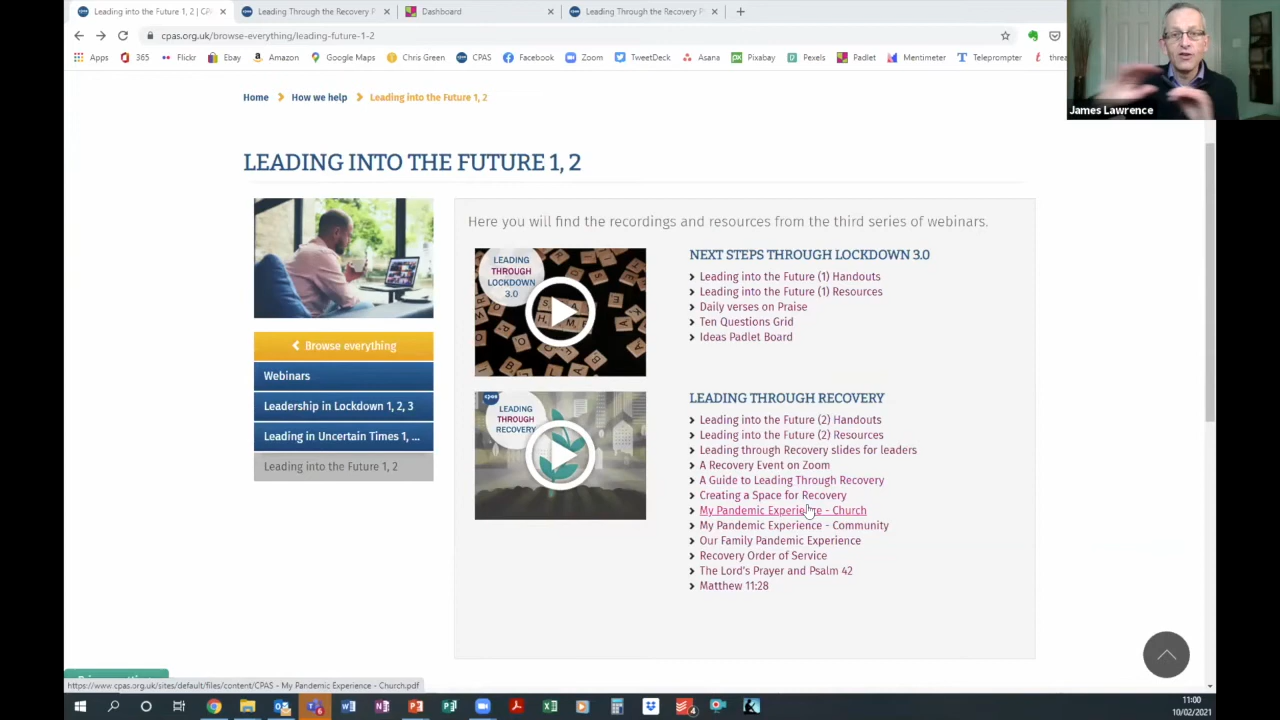 Leading into the Future 1, 2 | CPA
Leading Through the Recovery P
Dashboard
Leading Through the Recovery P
cpas.org.uk/browse-everything/leading-future-1-2
Apps
365
Flickr
Ebay
Amazon
Google Maps
Chris Green
CPAS
Facebook
Zoom
TweetDeck
Asana
Pixabay
Pexels
Padlet
Mentimeter
Teleprompter
threa
James Lawrence
Home
How we help
Leading into the Future 1, 2
LEADING INTO THE FUTURE 1, 2
Browse everything
Webinars
Leadership in Lockdown 1, 2, 3
Leading in Uncertain Times 1, ...
Leading into the Future 1, 2
Here you will find the recordings and resources from the third series of webinars.
LEADING
THROUGH
LOCKDOWN
3.0
NEXT STEPS THROUGH LOCKDOWN 3.0
Leading into the Future (1) Handouts
Leading into the Future (1) Resources
Daily verses on Praise
Ten Questions Grid
Ideas Padlet Board
cpas
LEADING
THROUGH
RECOVERY
LEADING THROUGH RECOVERY
Leading into the Future (2) Handouts
Leading into the Future (2) Resources
Leading through Recovery slides for leaders
A Recovery Event on Zoom
A Guide to Leading Through Recovery
Creating a Space for Recovery
My Pandemic Experience - Church
My Pandemic Experience - Community
Our Family Pandemic Experience
Recovery Order of Service
The Lord's Prayer and Psalm 42
Matthew 11:28
https://www.cpas.org.uk/sites/default/files/content/CPAS - My Pandemic Experience - Church.pdf
11:00
10/02/2021